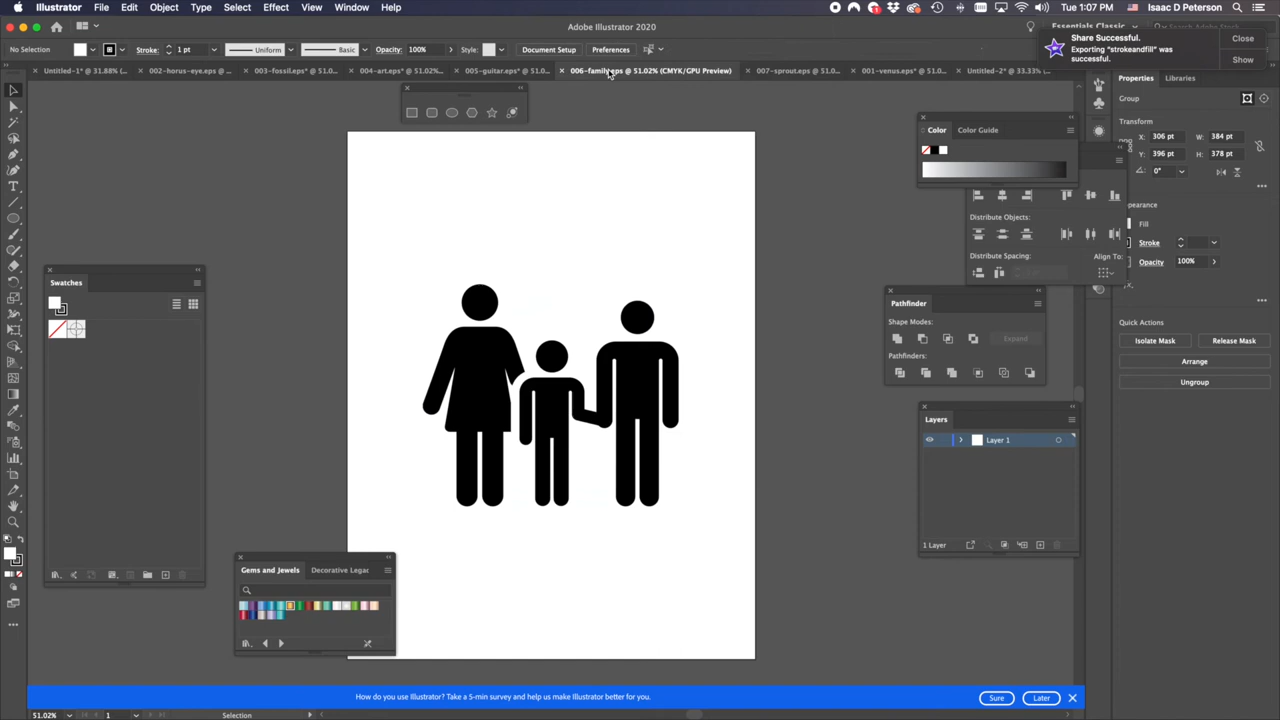 Illustrator File Edit Object Type Select Effect View Window Help
Tue 1:07 PM Isaac D Peterson
Adobe Illustrator 2020
Essentials Classic
Search Adobe Stock
Share Successful.
Exporting "strokeandfill" was
successful.
Close
Show
No Selection Stroke: 1 pt Uniform Basic Opacity: 100% Style: Document Setup Preferences
Untitled-1* @ 31.88% 002-horus-eye.eps @ 003-fossil.eps* @ 51.0... 004-art.eps* @ 51.02%... 005-guitar.eps* @ 51.0... 006-family.eps @ 51.02% (CMYK/GPU Preview) 007-sprout.eps @ 51.0... 001-venus.eps* @ 51.0... Untitled-2* @ 33.33%
Properties Libraries
Group
Transform
X: 306 pt W: 384 pt
Y: 396 pt H: 378 pt
0°
Appearance
Fill
Stroke
Opacity 100%
Quick Actions
Isolate Mask Release Mask
Arrange
Ungroup
Color Color Guide
Distribute Objects:
Distribute Spacing: Align To:
Pathfinder
Shape Modes:
Expand
Pathfinders:
Layers
Layer 1
1 Layer
Swatches
Gems and Jewels Decorative Legac
How do you use Illustrator? Take a 5-min survey and help us make Illustrator better for you.
Sure Later
51.02% 1 Selection